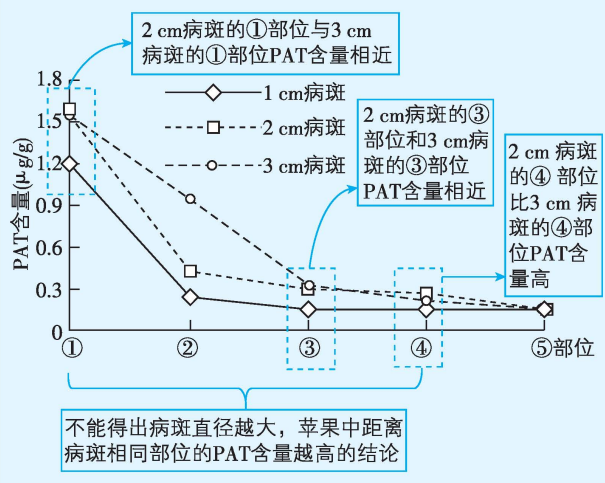 2 cm病斑的①部位与3 cm
病斑的①部位PAT含量相近
1.8
1.5
1.2
0.9
0.6
0.3
0
PAT含量(μg/g)
1 cm病斑
2 cm病斑
3 cm病斑
2 cm病斑的③
部位和3 cm病
斑的③部位
PAT含量相近
2 cm 病斑
的④ 部位
比3 cm 病
斑的④部
位PAT含
量高
① ② ③ ④ ⑤部位
不能得出病斑直径越大，苹果中距离
病斑相同部位的PAT含量越高的结论